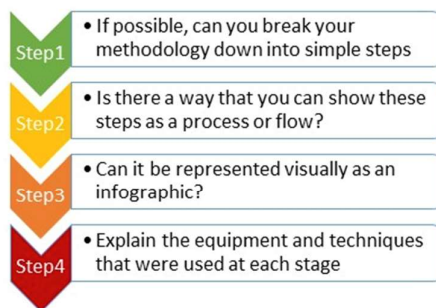 Step1
• If possible, can you break your
methodology down into simple steps
Step2
• Is there a way that you can show these
steps as a process or flow?
Step3
• Can it be represented visually as an
infographic?
Step4
• Explain the equipment and techniques
that were used at each stage